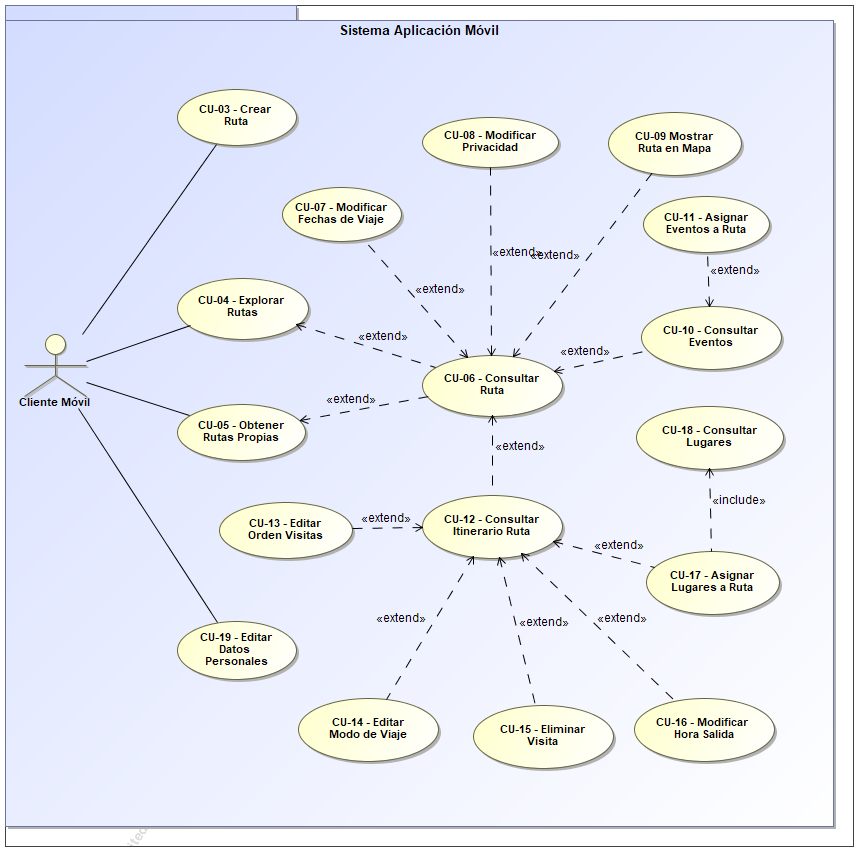 Sistema Aplicación Móvil
CU-03 - Crear
Ruta
CU-08 - Modificar
Privacidad
CU-09 Mostrar
Ruta en Mapa
CU-07 - Modificar
Fechas de Viaje
CU-11 - Asignar
Eventos a Ruta
«extend»
«extend»
«extend»
«extend»
CU-04 - Explorar
Rutas
«extend»
CU-10 - Consultar
Eventos
«extend»
CU-06 - Consultar
Ruta
Cliente Móvil
«extend»
CU-05 - Obtener
Rutas Propias
CU-18 - Consultar
Lugares
«extend»
«include»
CU-13 - Editar
Orden Visitas
«extend»
CU-12 - Consultar
Itinerario Ruta
«extend»
CU-17 - Asignar
Lugares a Ruta
«extend»
«extend»
«extend»
CU-19 - Editar
Datos
Personales
CU-14 - Editar
Modo de Viaje
CU-15 - Eliminar
Visita
CU-16 - Modificar
Hora Salida